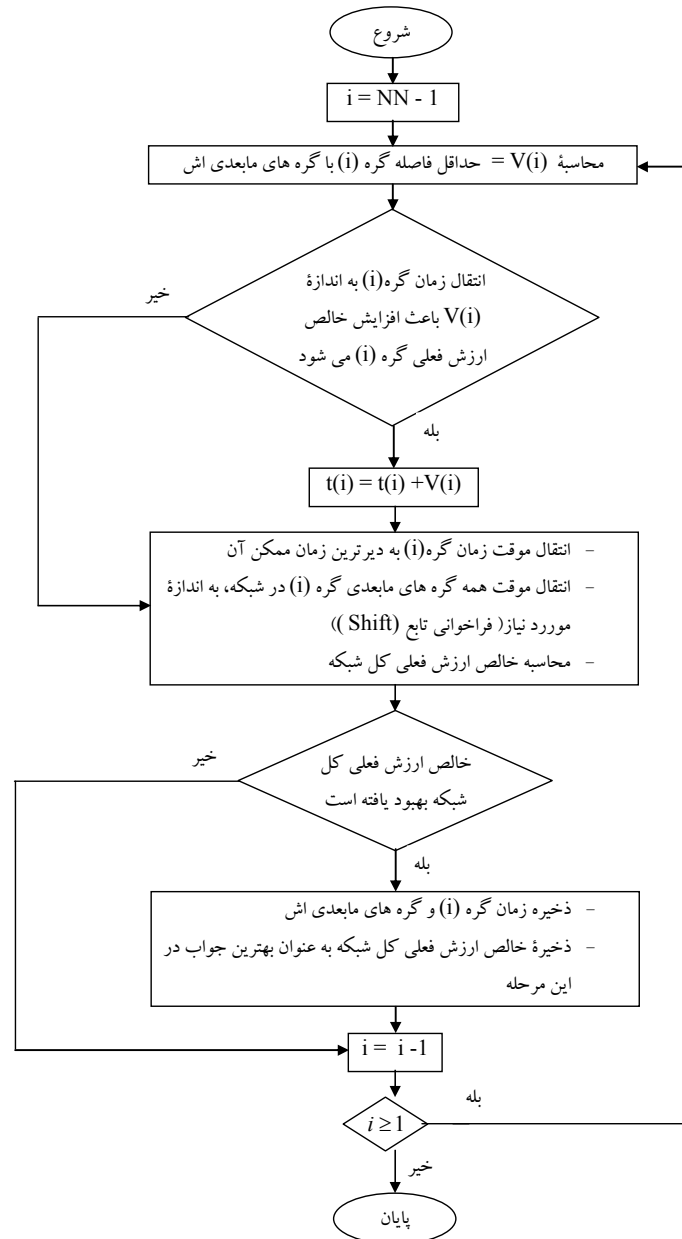 شروع
i = NN - 1
محاسبۀ V(i) = حداقل فاصله گره (i) با گره های مابعدی اش
انتقال زمان گره(i) به اندازۀ
V(i) باعث افزایش خالص
ارزش فعلی گره (i) می شود
خیر
بله
t(i) = t(i) +V(i)
– انتقال موقت زمان گره(i) به دیرترین زمان ممکن آن
– انتقال موقت همه گره های مابعدی گره (i) در شبکه، به اندازۀ
موررد نیاز( فراخوانی تابع (Shift ))
– محاسبه خالص ارزش فعلی کل شبکه
خالص ارزش فعلی کل
شبکه بهبود یافته است
خیر
بله
– ذخیره زمان گره (i) و گره های مابعدی اش
– ذخیرۀ خالص ارزش فعلی کل شبکه به عنوان بهترین جواب در
این مرحله
i = i -1
i ≥ 1
بله
خیر
پایان